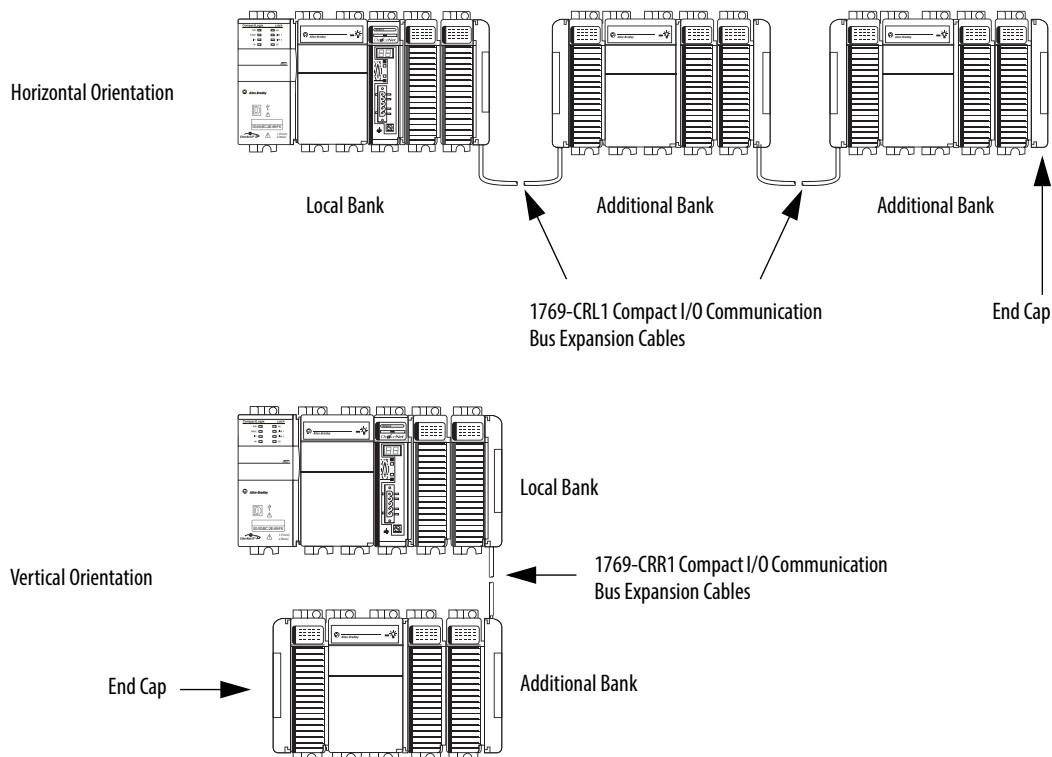 Horizontal Orientation
Local Bank
Additional Bank
Additional Bank
1769-CRL1 Compact I/O Communication
Bus Expansion Cables
End Cap
Local Bank
Vertical Orientation
1769-CRR1 Compact I/O Communication
Bus Expansion Cables
End Cap
Additional Bank